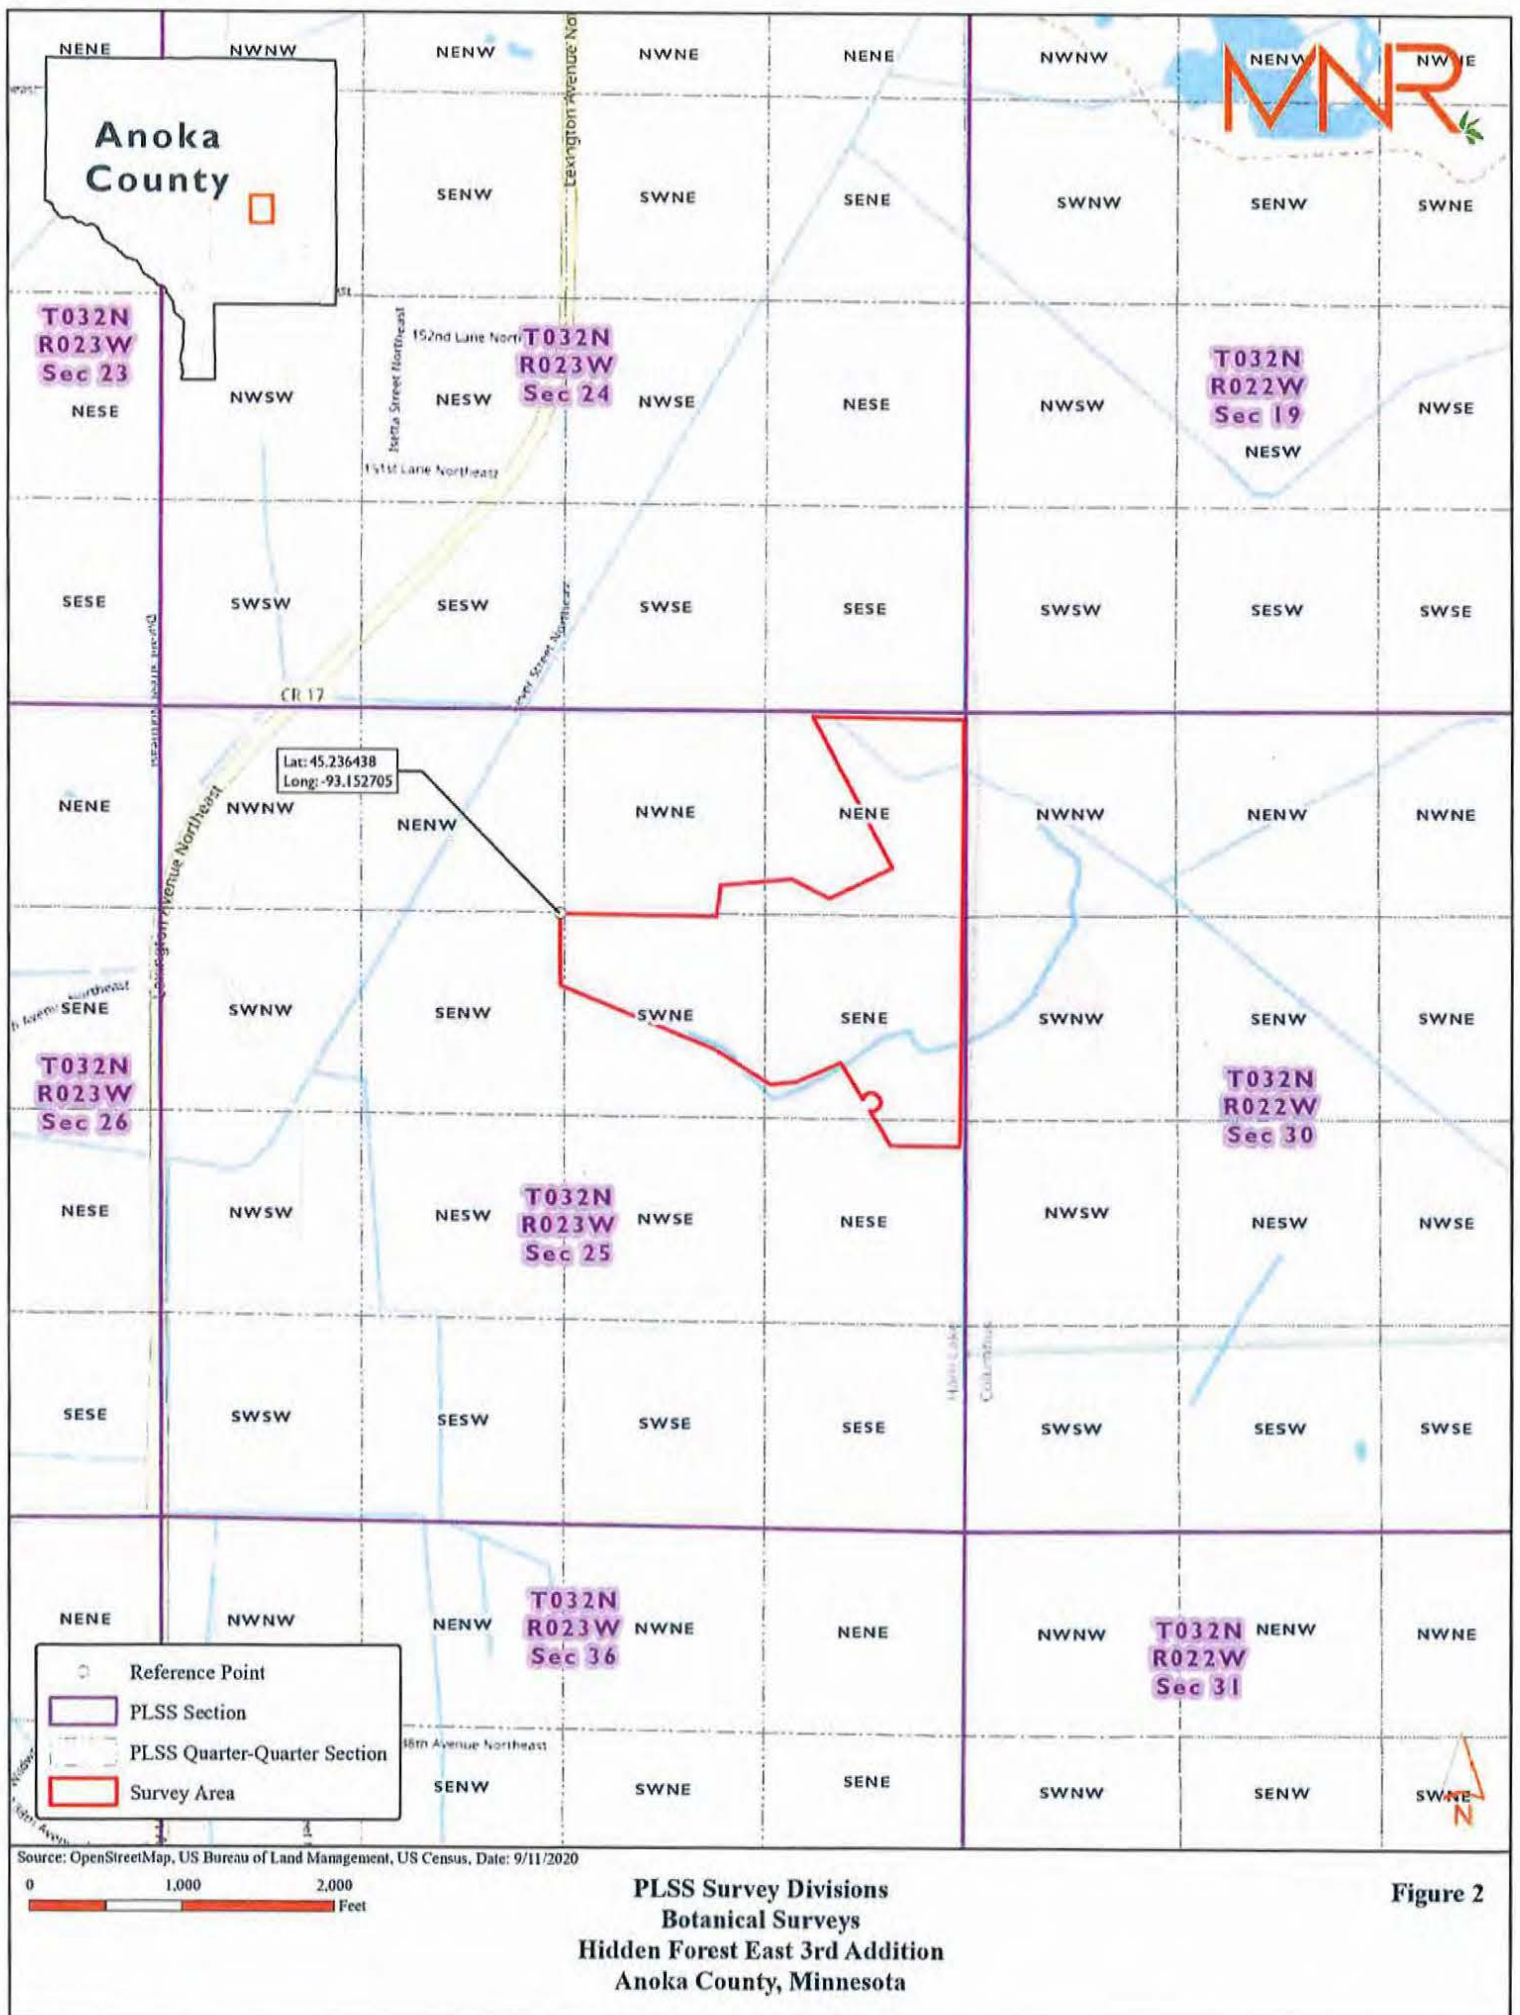 NENE
NWNW
NENW
NWNE
NENE
NWNW
NENW
MNR
Anoka
County
Lexington Avenue No
SENW
SWNE
SENE
SWNW
SENW
SWNE
T032N
R023W
Sec 23
NESE
NWSW
Isetta Street Northeast
152nd Lane Nort
T032N
R023W
Sec 24
NESW
NWSE
NESE
NWSW
T032N
R022W
Sec 19
NESW
NWSE
151st Lane Northeast
SESE
SWSW
SESW
SWSE
SESE
SWSW
SESW
SWSE
CR 17
Lat: 45.236438
Long: -93.152705
NENE
NWNW
NENW
NWNE
NENE
NWNW
NENW
NWNE
Lexington Avenue Northeast
SENE
SWNW
SENW
SWNE
SENE
SWNW
SENW
SWNE
T032N
R023W
Sec 26
T032N
R022W
Sec 30
NESE
NWSW
NESW
T032N
R023W
Sec 25
NWSE
NESE
NWSW
NESW
NWSE
Columbus
SESE
SWSW
SESW
SWSE
SESE
SWSW
SESW
SWSE
NENE
NWNW
NENW
T032N
R023W
Sec 36
NWNE
NENE
NWNW
T032N
R022W
Sec 31
NENW
NWNE
Reference Point
PLSS Section
PLSS Quarter-Quarter Section
Survey Area
8th Avenue Northeast
SENW
SWNE
SENE
SWNW
SENW
SWNE
N
Source: OpenStreetMap, US Bureau of Land Management, US Census, Date: 9/11/2020
0 1,000 2,000
Feet
PLSS Survey Divisions
Botanical Surveys
Hidden Forest East 3rd Addition
Anoka County, Minnesota
Figure 2